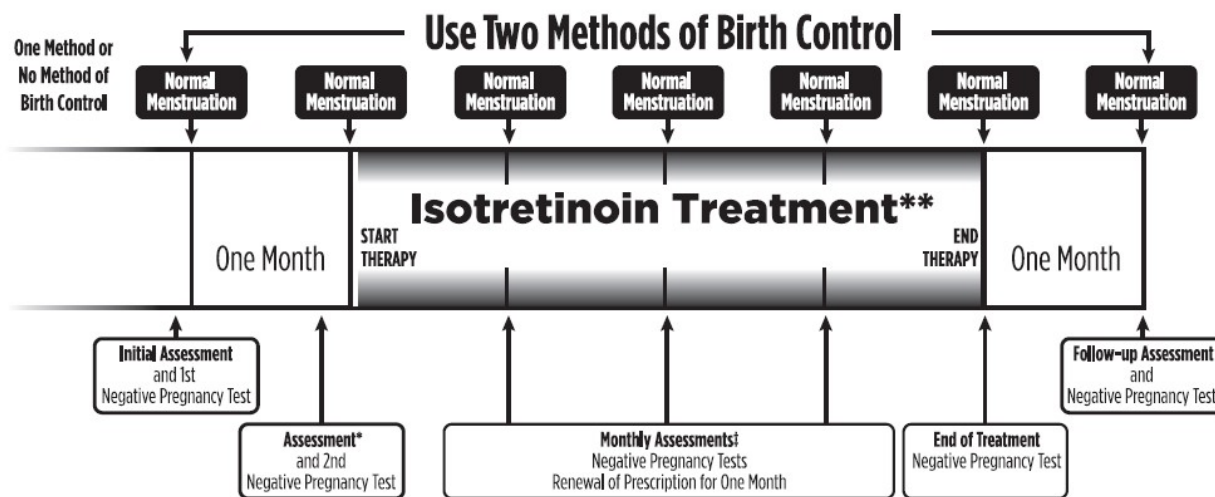 Use Two Methods of Birth Control
One Method or
No Method of
Birth Control
Normal
Menstruation
Normal
Menstruation
Normal
Menstruation
Normal
Menstruation
Normal
Menstruation
Normal
Menstruation
Normal
Menstruation
Isotretinoin Treatment**
One Month
START
THERAPY
END
THERAPY
One Month
Initial Assessment
and 1st
Negative Pregnancy Test
Assessment*
and 2nd
Negative Pregnancy Test
Monthly Assessments‡
Negative Pregnancy Tests
Renewal of Prescription for One Month
End of Treatment
Negative Pregnancy Test
Follow-up Assessment
and
Negative Pregnancy Test